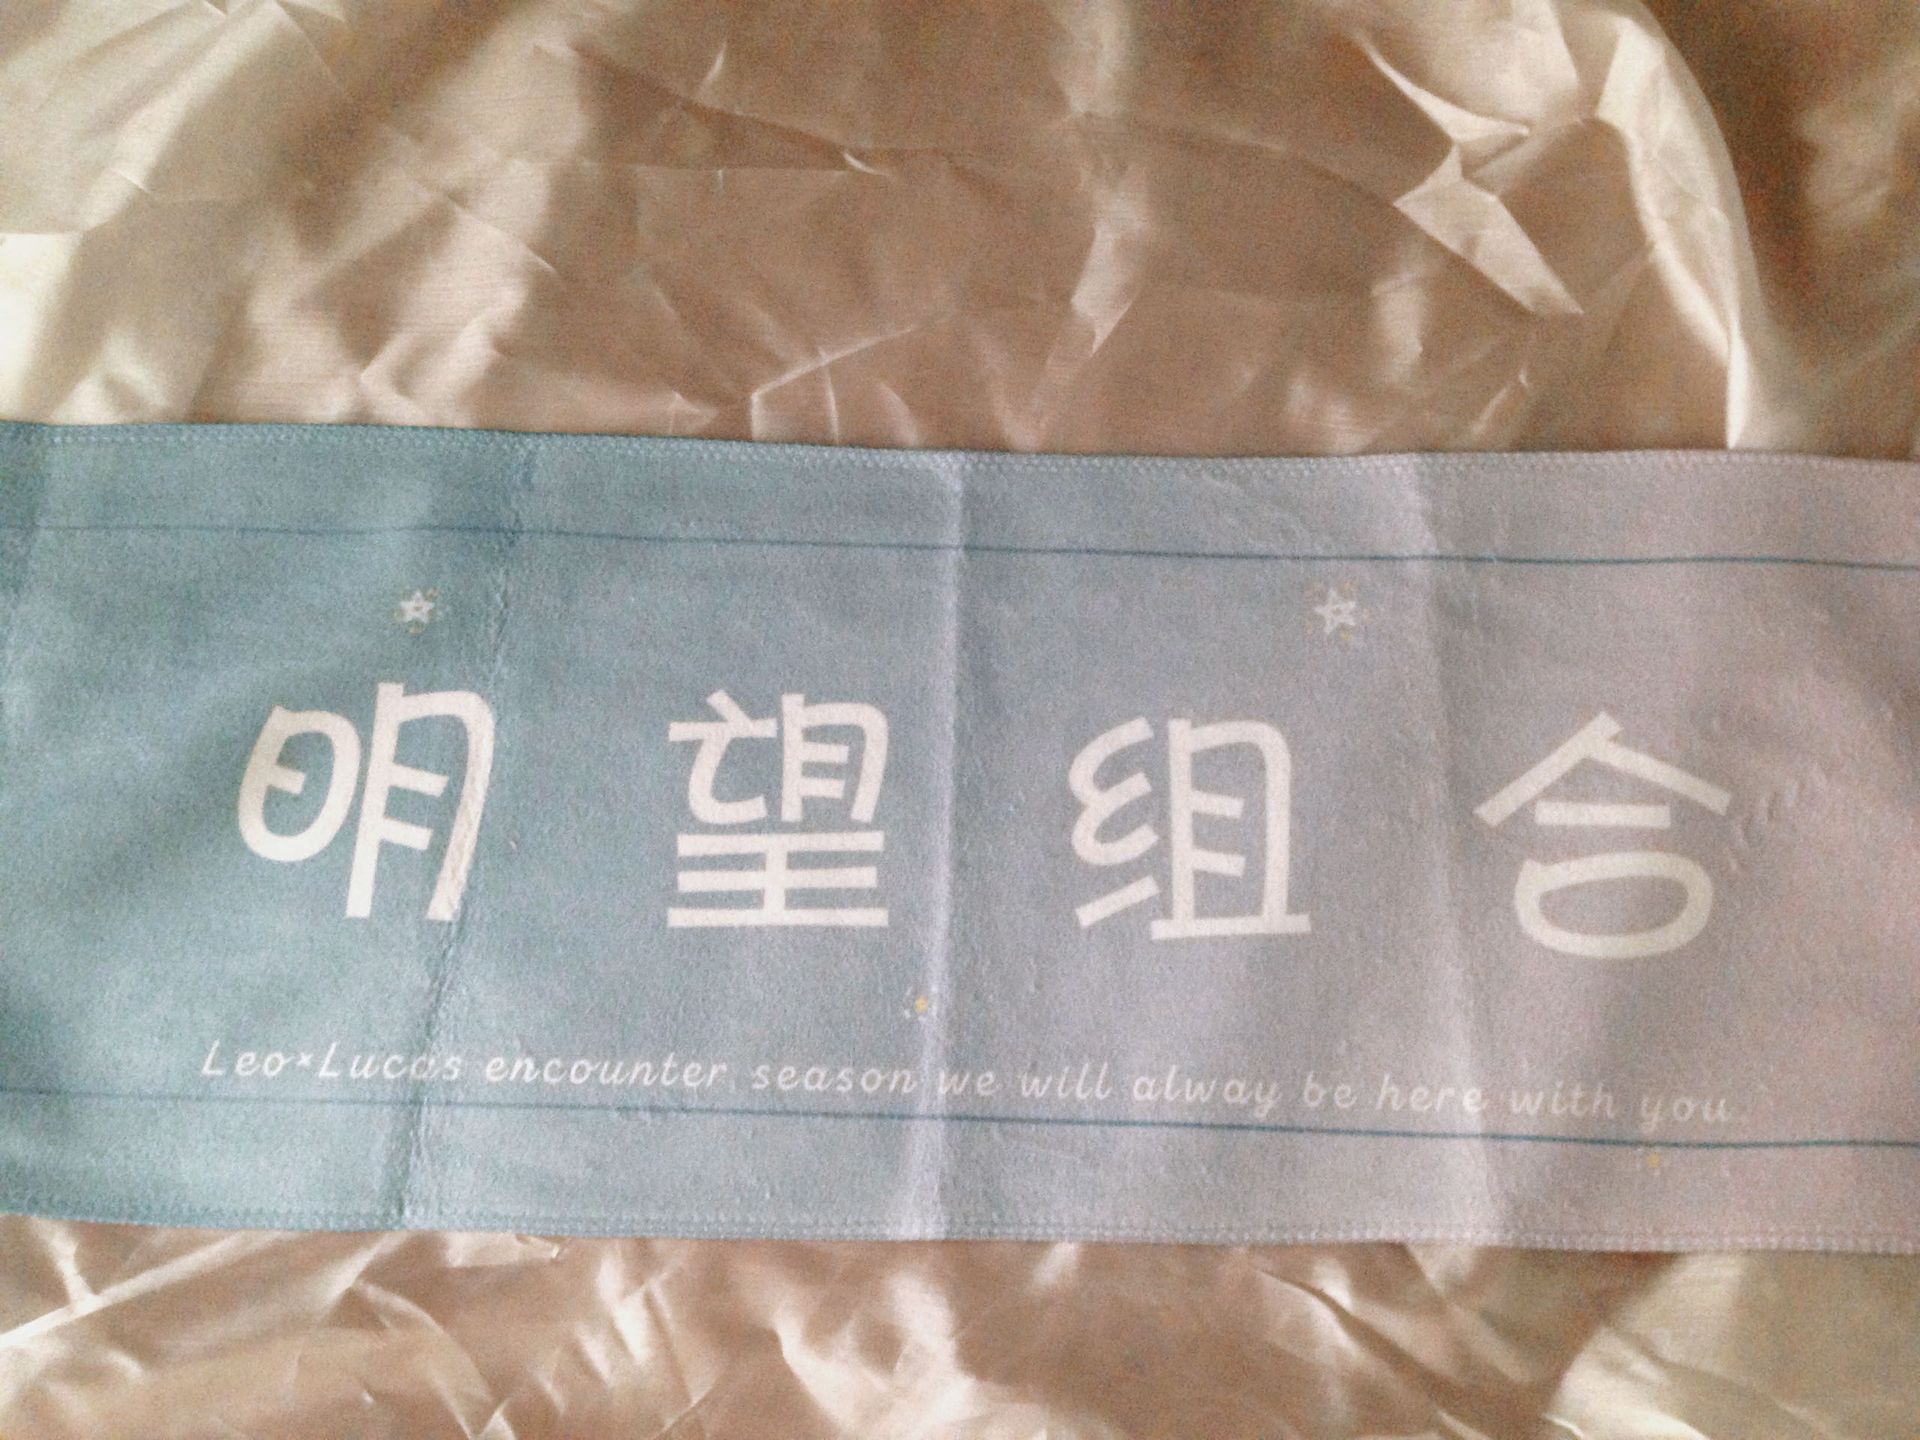 明望组合
Leo×Lucas encounter season we will alway be here with you.